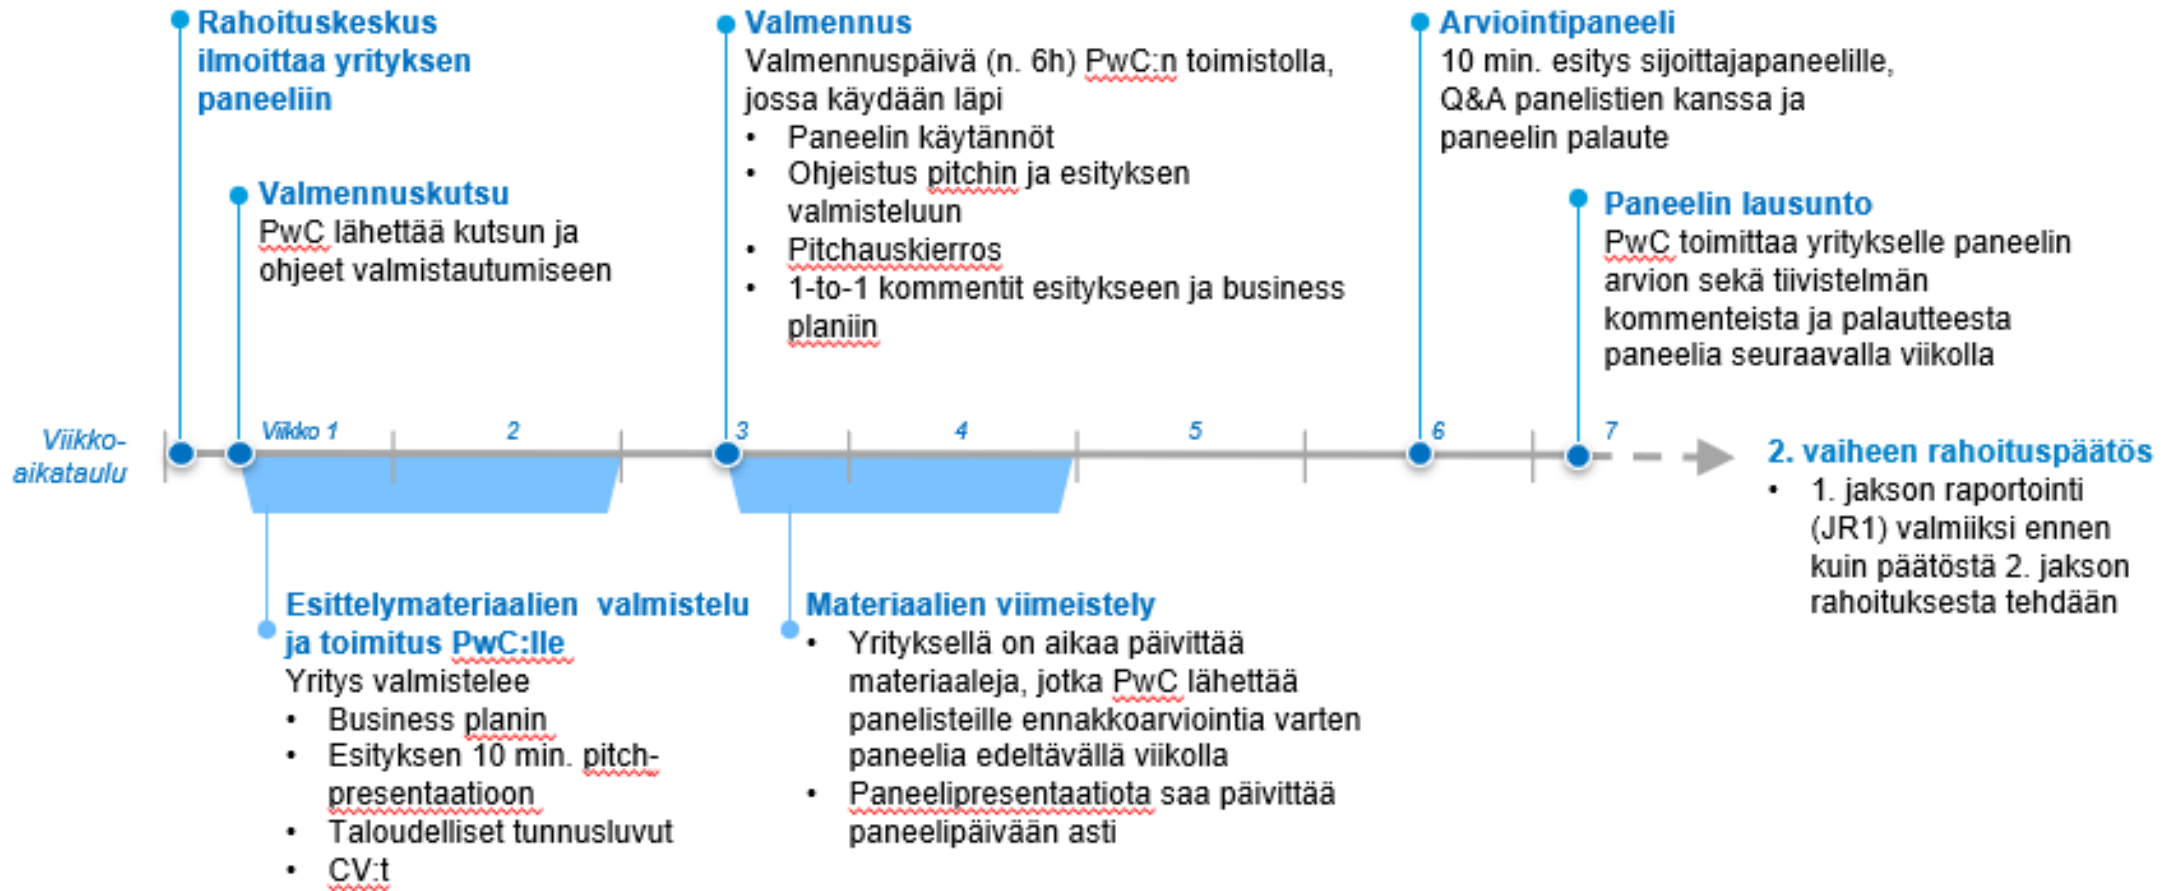 Rahoituskeskus
ilmoittaa yrityksen
paneeliin
Valmennuskutsu
PwC lähettää kutsun ja
ohjeet valmistautumiseen
Valmennus
Valmennuspäivä (n. 6h) PwC:n toimistolla,
jossa käydään läpi
• Paneelin käytännöt
• Ohjeistus pitchin ja esityksen
valmisteluun
• Pitchauskierros
• 1-to-1 kommentit esitykseen ja business
planiin
Arviointipaneeli
10 min. esitys sijoittajapaneelille,
Q&A panelistien kanssa ja
paneelin palaute
Paneelin lausunto
PwC toimittaa yritykselle paneelin
arvion sekä tiivistelmän
kommenteista ja palautteesta
paneelia seuraavalla viikolla
Viikko-
aikataulu
Viikko 1
2
3
4
5
6
7
2. vaiheen rahoituspäätös
• 1. jakson raportointi
(JR1) valmiiksi ennen
kuin päätöstä 2. jakson
rahoituksesta tehdään
Esittelymateriaalien valmistelu
ja toimitus PwC:lle
Yritys valmistelee
• Business planin
• Esityksen 10 min. pitch-
presentaatioon
• Taloudelliset tunnusluvut
• CV:t
Materiaalien viimeistely
• Yrityksellä on aikaa päivittää
materiaaleja, jotka PwC lähettää
panelisteille ennakkoarviointia varten
paneelia edeltävällä viikolla
• Paneelipresentaatiota saa päivittää
paneelipäivään asti